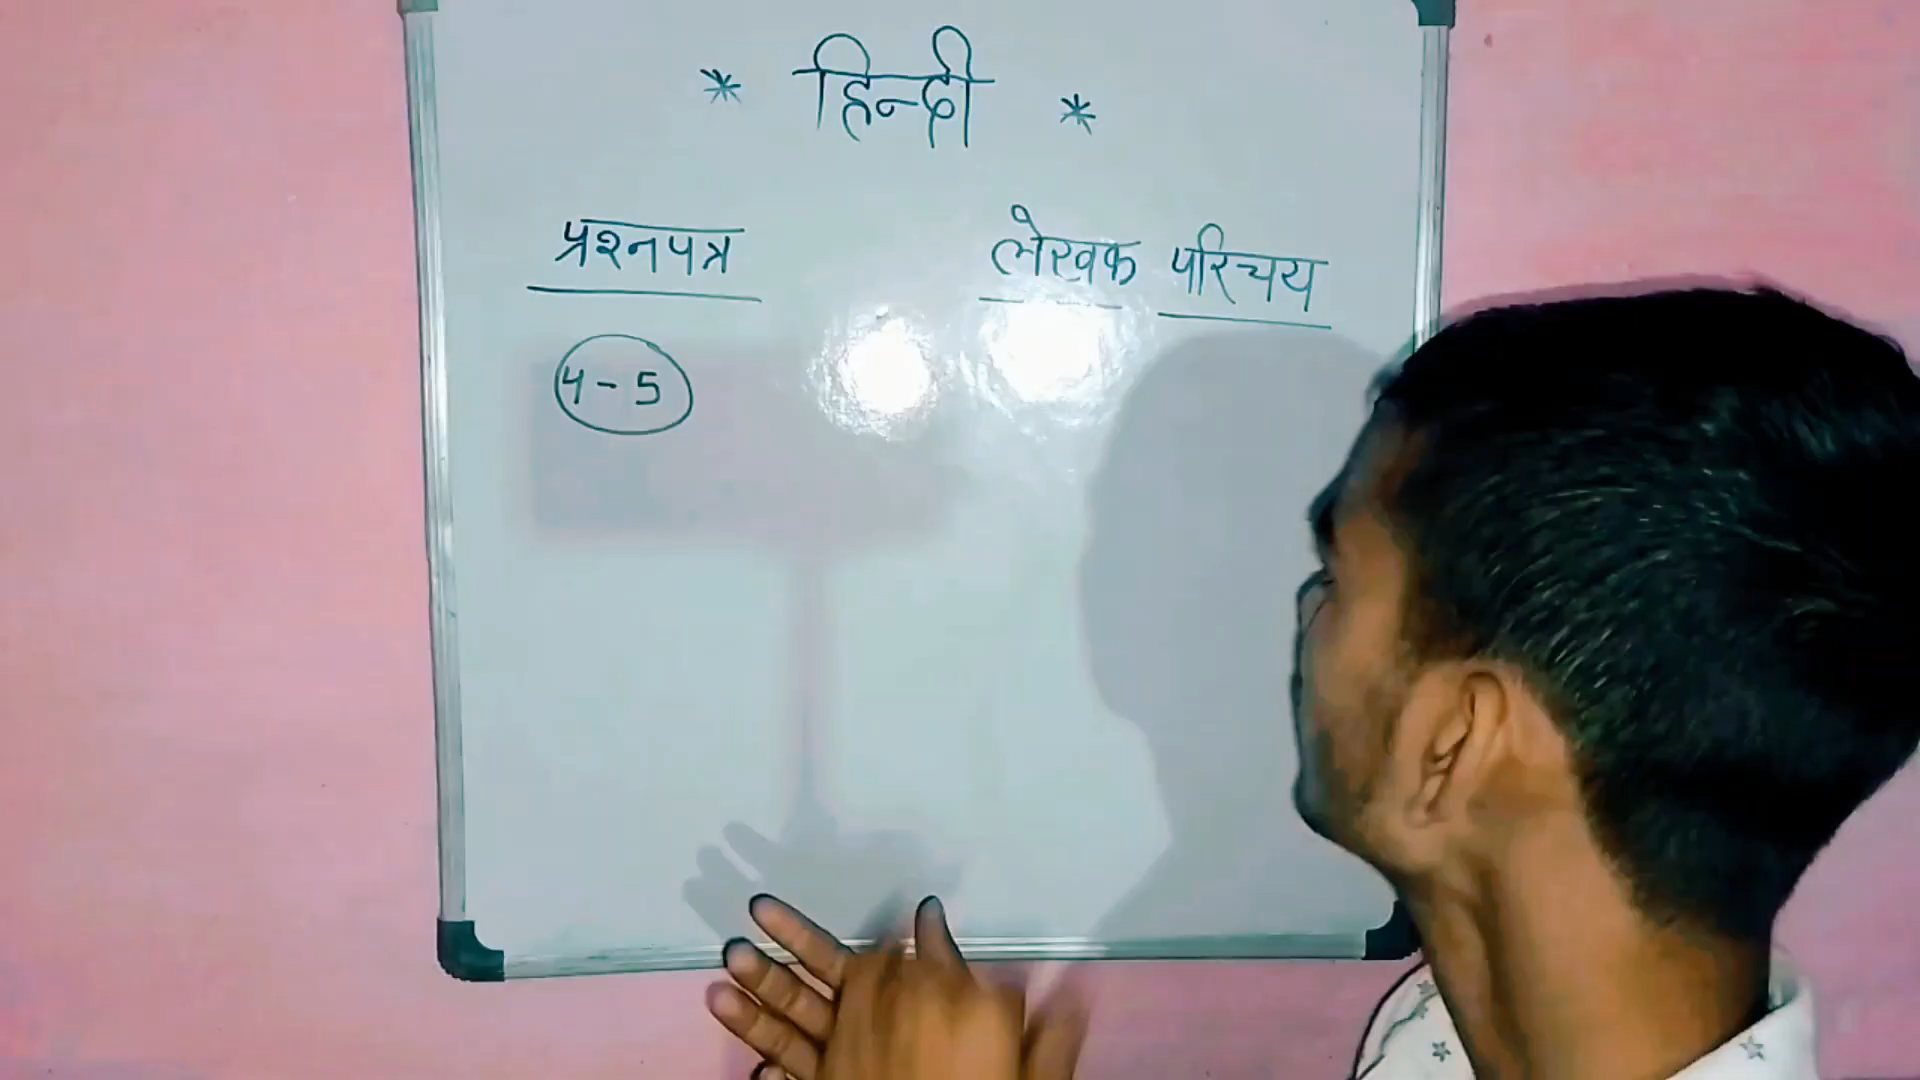 * हिन्दी *
प्रश्नपत्र
लेखक परिचय
4-5